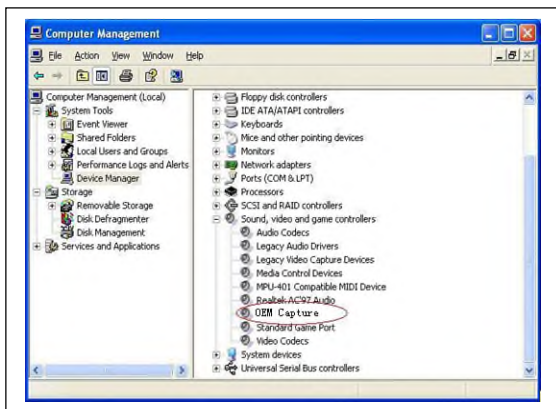 Computer Management
File Action View Window Help
Computer Management (Local)
System Tools
Event Viewer
Shared Folders
Local Users and Groups
Performance Logs and Alerts
Device Manager
Storage
Removable Storage
Disk Defragmenter
Disk Management
Services and Applications
Floppy disk controllers
IDE ATA/ATAPI controllers
Keyboards
Mice and other pointing devices
Monitors
Network adapters
Ports (COM & LPT)
Processors
SCSI and RAID controllers
Sound, video and game controllers
Audio Codecs
Legacy Audio Drivers
Legacy Video Capture Devices
Media Control Devices
MPU-401 Compatible MIDI Device
Realtek AC'97 Audio
OEM Capture
Standard Game Port
Video Codecs
System devices
Universal Serial Bus controllers